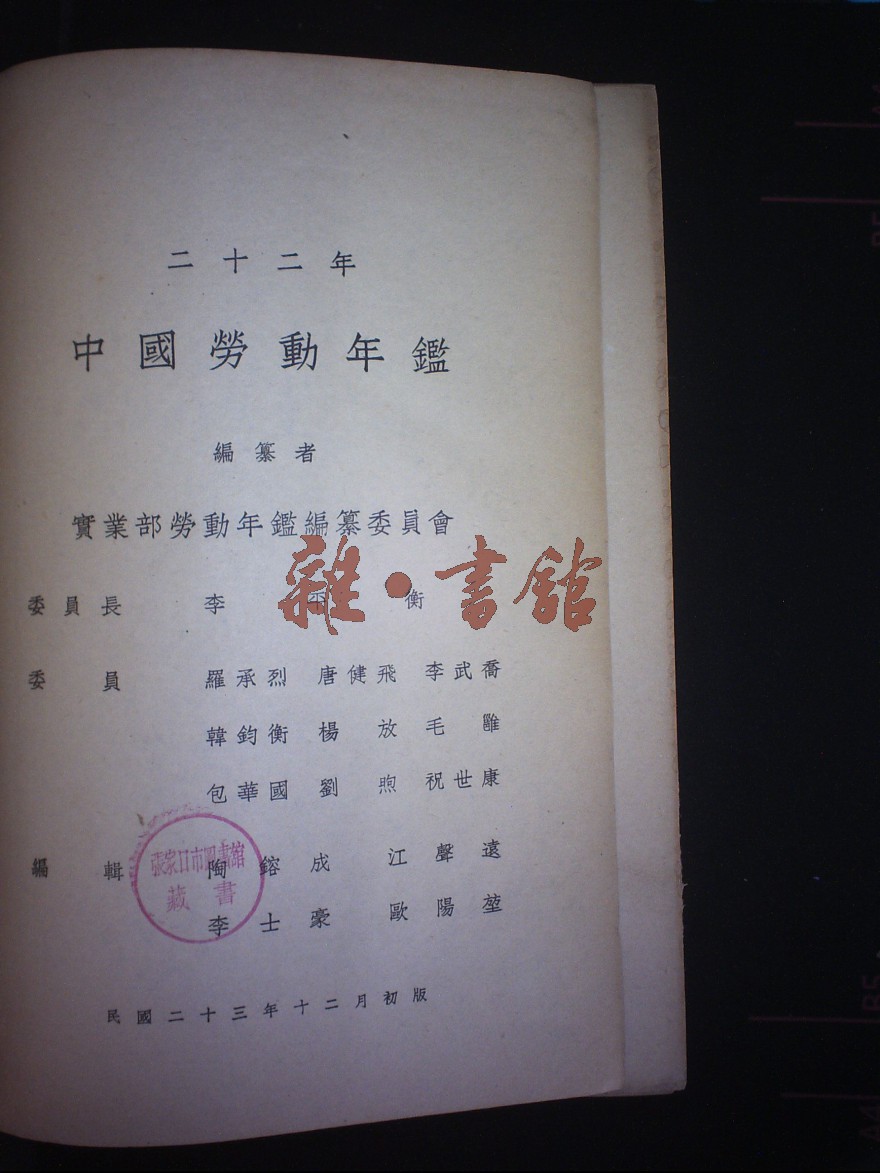 二十二年
中國勞動年鑑
編纂者
實業部勞動年鑑編纂委員會
委員長 李平衡
雜·書館
委員 羅承烈 唐健飛 李武喬
韓鈞衡 楊放 毛雝
包華國 劉煦 祝世康
編輯 陶鎔成 江聲遠
張家口市圖書館
藏書
李士豪 歐陽堃
民國二十三年十二月初版
B5
A4